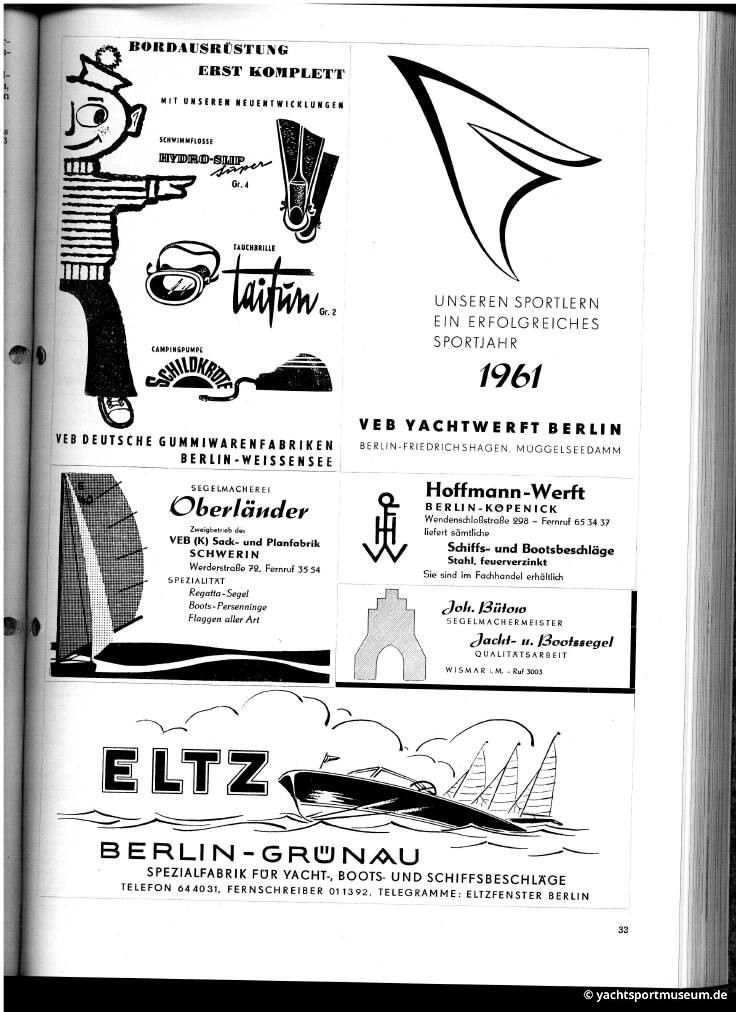 BORDAUSRÜSTUNG
ERST KOMPLETT
MIT UNSEREN NEUENTWICKLUNGEN
SCHWIMMFLOSSE
HYDRO-SLIP
super
Gr. 4
TAUCHBRILLE
taifun
Gr. 2
CAMPINGPUMPE
SCHILDKRÖTE
VEB DEUTSCHE GUMMIWARENFABRIKEN
BERLIN-WEISSENSEE
UNSEREN SPORTLERN
EIN ERFOLGREICHES
SPORTJAHR
1961
VEB YACHTWERFT BERLIN
BERLIN-FRIEDRICHSHAGEN, MÜGGELSEEDAMM
SEGELMACHEREI
Oberländer
Zweigbetrieb des
VEB (K) Sack- und Planfabrik
SCHWERIN
Werderstraße 72, Fernruf 35 54
SPEZIALITÄT
Regatta-Segel
Boots-Persenninge
Flaggen aller Art
Hoffmann-Werft
BERLIN-KÖPENICK
Wendenschloßstraße 298 – Fernruf 65 34 37
liefert sämtliche
Schiffs- und Bootsbeschläge
Stahl, feuerverzinkt
Sie sind im Fachhandel erhältlich
Joh. Bütow
SEGELMACHERMEISTER
Jacht- u. Bootssegel
QUALITÄTSARBEIT
WISMAR i. M. - Ruf 3003
ELTZ
BERLIN-GRÜNAU
SPEZIALFABRIK FÜR YACHT-, BOOTS- UND SCHIFFSBESCHLÄGE
TELEFON 644031, FERNSCHREIBER 011392, TELEGRAMME: ELTZFENSTER BERLIN
33
© yachtsportmuseum.de